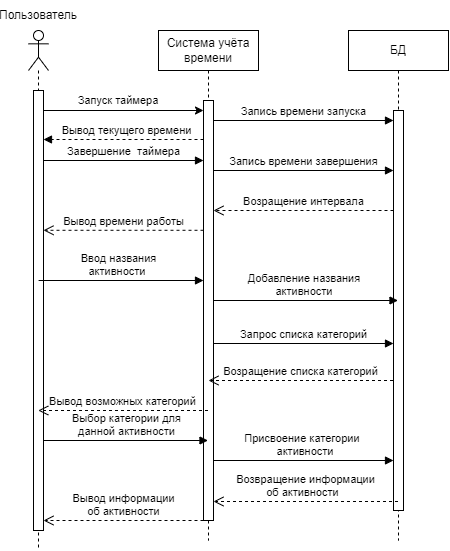 Пользователь
Система учёта
времени
БД
Запуск таймера
Запись времени запуска
Вывод текущего времени
Завершение таймера
Запись времени завершения
Возращение интервала
Вывод времени работы
Ввод названия
активности
Добавление названия
активности
Запрос списка категорий
Возращение списка категорий
Вывод возможных категорий
Выбор категории для
данной активности
Присвоение категории
активности
Возвращение информации
об активности
Вывод информации
об активности